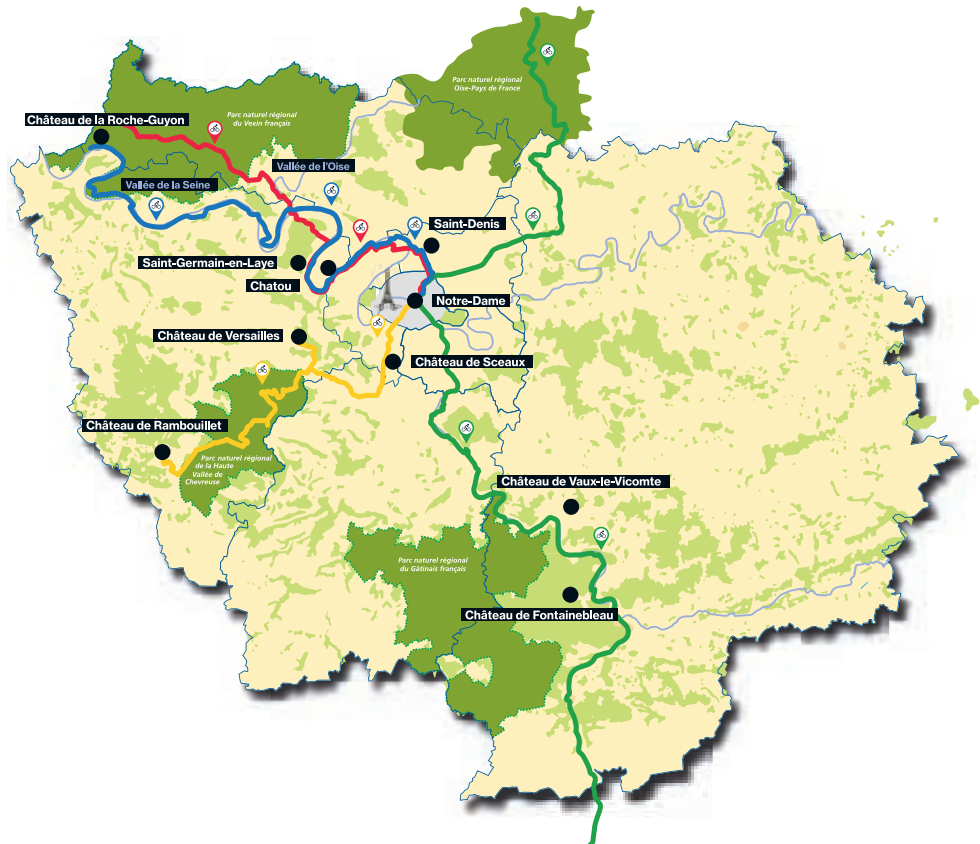 Parc naturel régional
Oise-Pays de France
Parc naturel régional
du Vexin français
Château de la Roche-Guyon
Vallée de l'Oise
Vallée de la Seine
Saint-Denis
Saint-Germain-en-Laye
Chatou
Notre-Dame
Château de Versailles
Château de Sceaux
Château de Rambouillet
Parc naturel régional
de la Haute
Vallée de
Chevreuse
Château de Vaux-le-Vicomte
Parc naturel régional
du Gâtinais français
Château de Fontainebleau